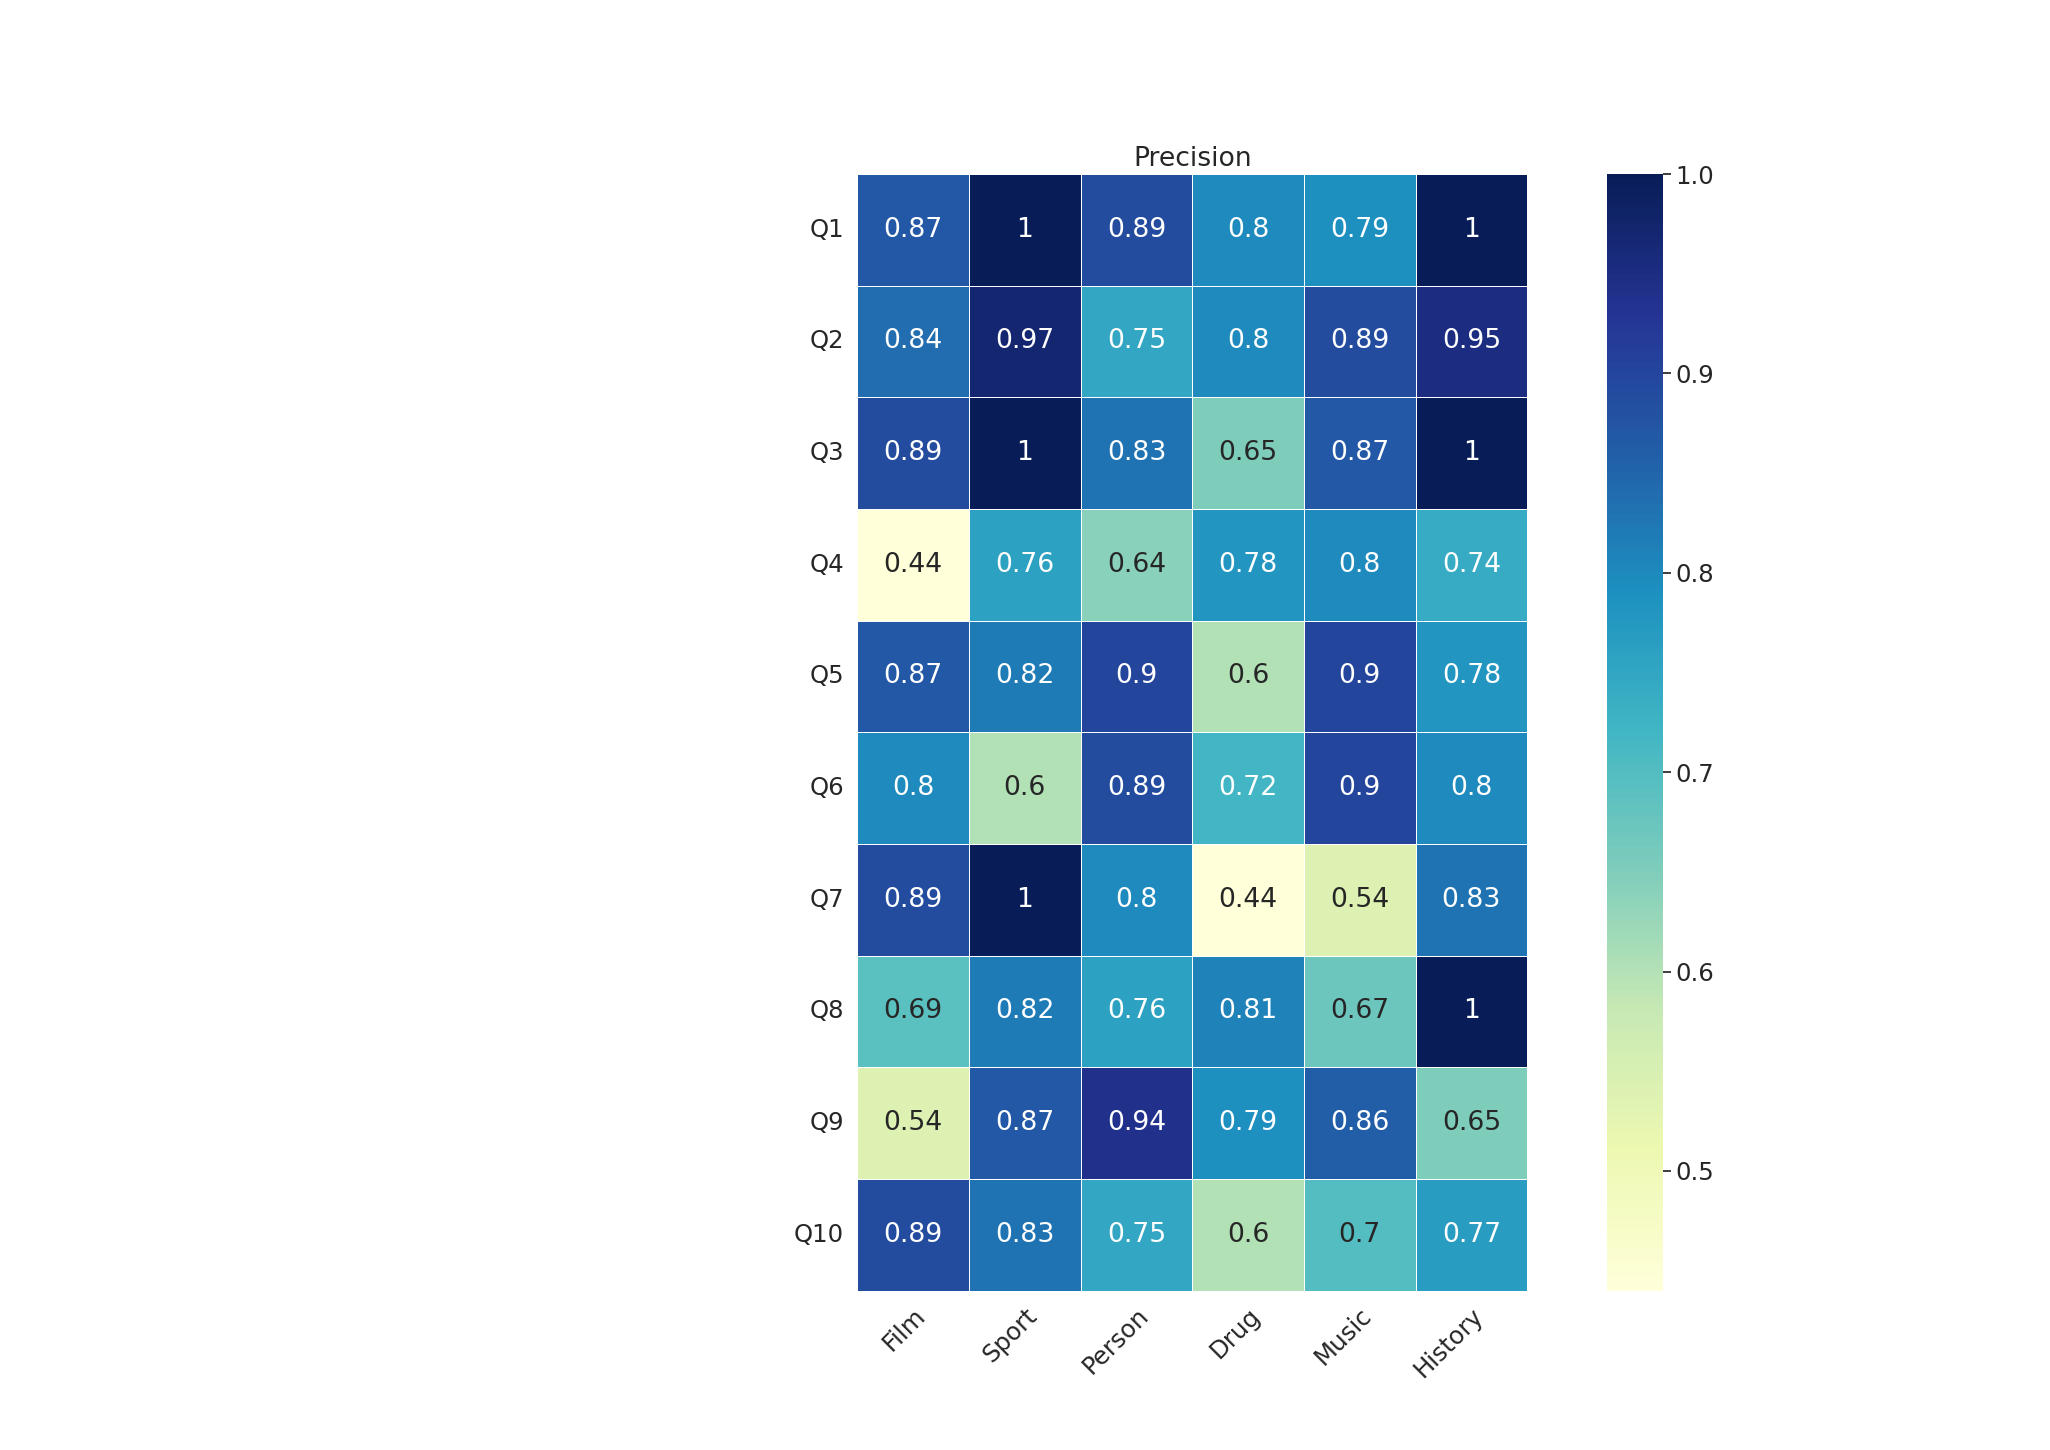 Precision
Q1 0.87 1 0.89 0.8 0.79 1
Q2 0.84 0.97 0.75 0.8 0.89 0.95
Q3 0.89 1 0.83 0.65 0.87 1
Q4 0.44 0.76 0.64 0.78 0.8 0.74
Q5 0.87 0.82 0.9 0.6 0.9 0.78
Q6 0.8 0.6 0.89 0.72 0.9 0.8
Q7 0.89 1 0.8 0.44 0.54 0.83
Q8 0.69 0.82 0.76 0.81 0.67 1
Q9 0.54 0.87 0.94 0.79 0.86 0.65
Q10 0.89 0.83 0.75 0.6 0.7 0.77
Film Sport Person Drug Music History
1.0
0.9
0.8
0.7
0.6
0.5